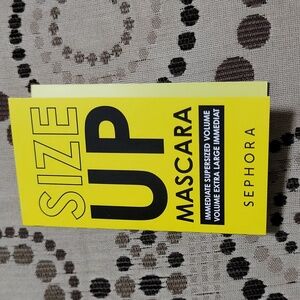 SIZE
UP
MASCARA
IMMEDIATE SUPERSIZED VOLUME
VOLUME EXTRA LARGE IMMEDIAT
SEPHORA